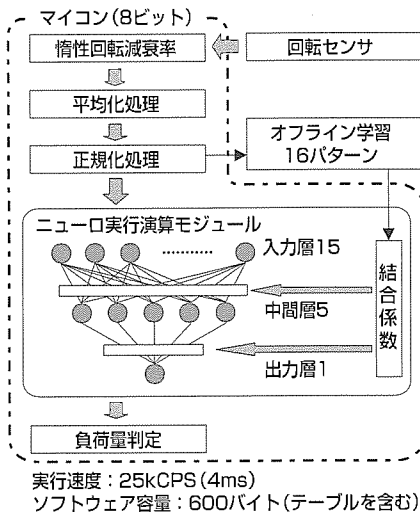 マイコン(8ビット)
惰性回転減衰率
回転センサ
平均化処理
正規化処理
オフライン学習
16パターン
ニューロ実行演算モジュール
入力層15
中間層5
出力層1
結合係数
負荷量判定
実行速度：25kCPS(4ms)
ソフトウェア容量：600バイト(テーブルを含む)